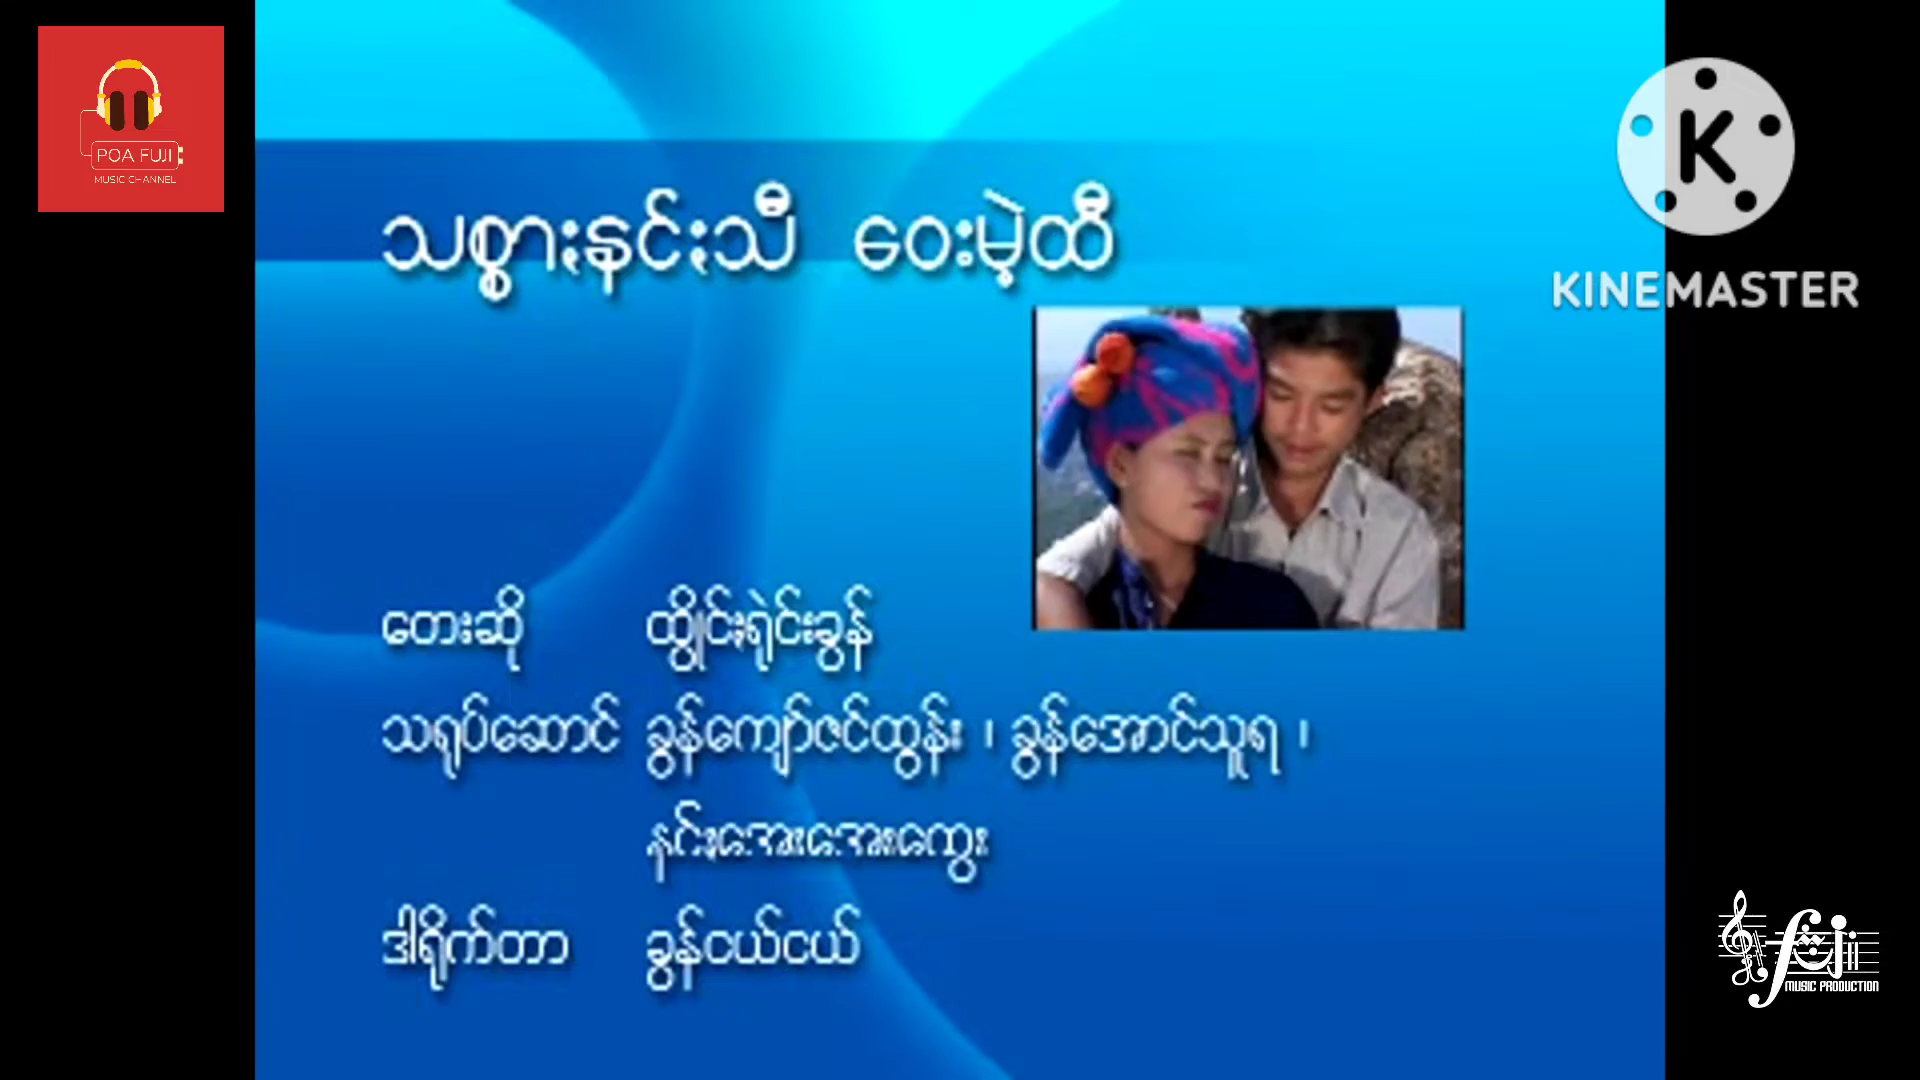 POA FUJI
MUSIC CHANNEL
K
KINEMASTER
သစ္စာႏနင်ႏသီ ဝေးမဲ့ထီ
တေးဆို ထွိုင်ႏရဲင်းခွန်
သရုပ်ဆောင် ခွန်ကျော်ဇင်ထွန်း ၊ ခွန်အောင်သူရ ၊
နင်ႏအေးအေးကွေး
ဒါရိုက်တာ ခွန်ငယ်ငယ်
fuji
MUSIC PRODUCTION